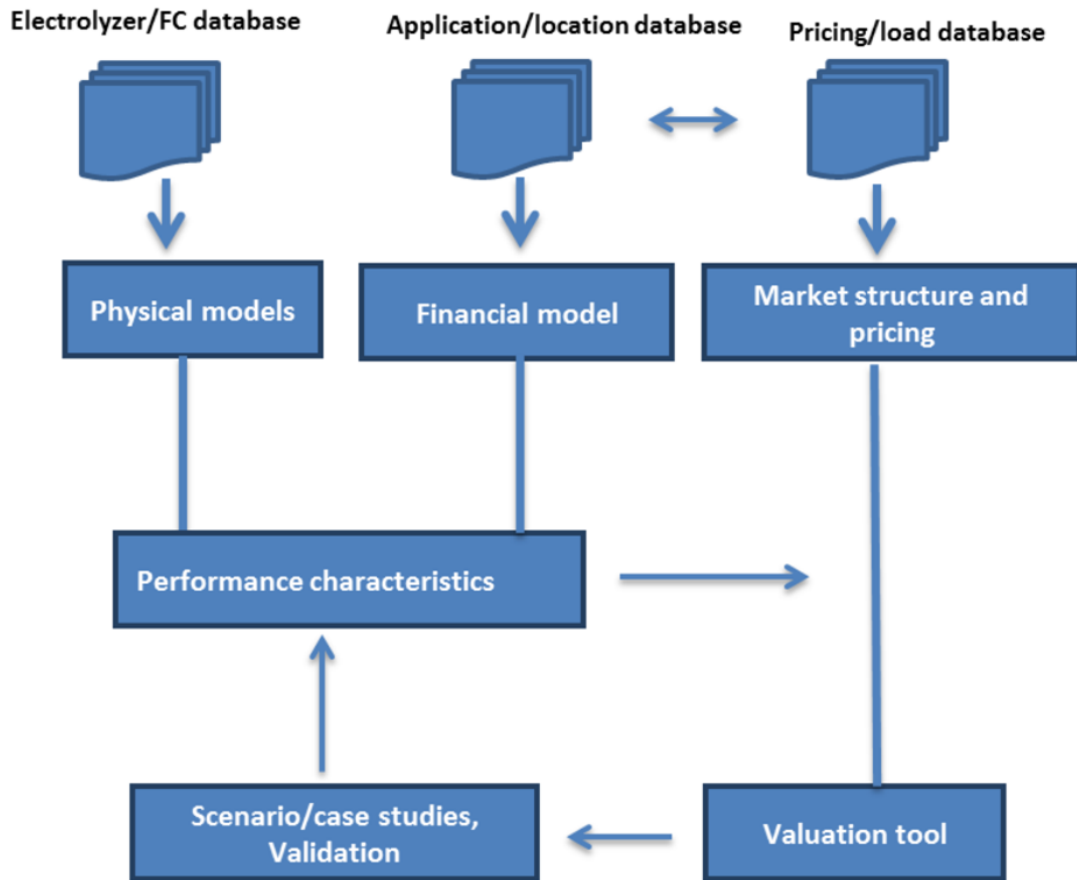 Electrolyzer/FC database
Application/location database
Pricing/load database
Physical models
Financial model
Market structure and
pricing
Performance characteristics
Scenario/case studies,
Validation
Valuation tool